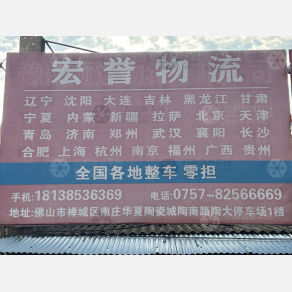 宏誉物流
辽宁 沈阳 大连 吉林 黑龙江 甘肃
宁夏 内蒙 新疆 拉萨 北京 天津
青岛 济南 郑州 武汉 襄阳 长沙
合肥 上海 杭州 南京 福州 广西 贵州
全国各地整车 零担
手机:18138536369 电话:0757-82566669
地址:佛山市禅城区南庄华夏陶瓷城陶南路陶大停车场1档